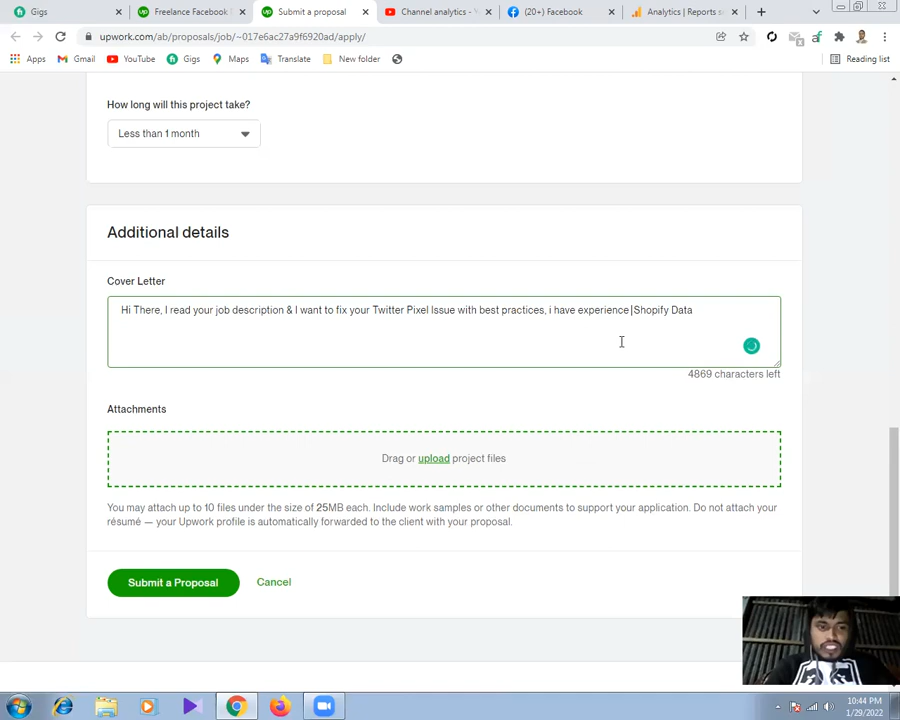 Gigs
Freelance Facebook
Submit a proposal
Channel analytics -
(20+) Facebook
Analytics | Reports s
upwork.com/ab/proposals/job/~017e6ac27a9f6920ad/apply/
Apps
Gmail
YouTube
Gigs
Maps
Translate
New folder
Reading list
How long will this project take?
Less than 1 month
Additional details
Cover Letter
Hi There, I read your job description & I want to fix your Twitter Pixel Issue with best practices, i have experience Shopify Data
4869 characters left
Attachments
Drag or upload project files
You may attach up to 10 files under the size of 25MB each. Include work samples or other documents to support your application. Do not attach your
résumé — your Upwork profile is automatically forwarded to the client with your proposal.
Submit a Proposal
Cancel
10:44 PM
1/29/2022